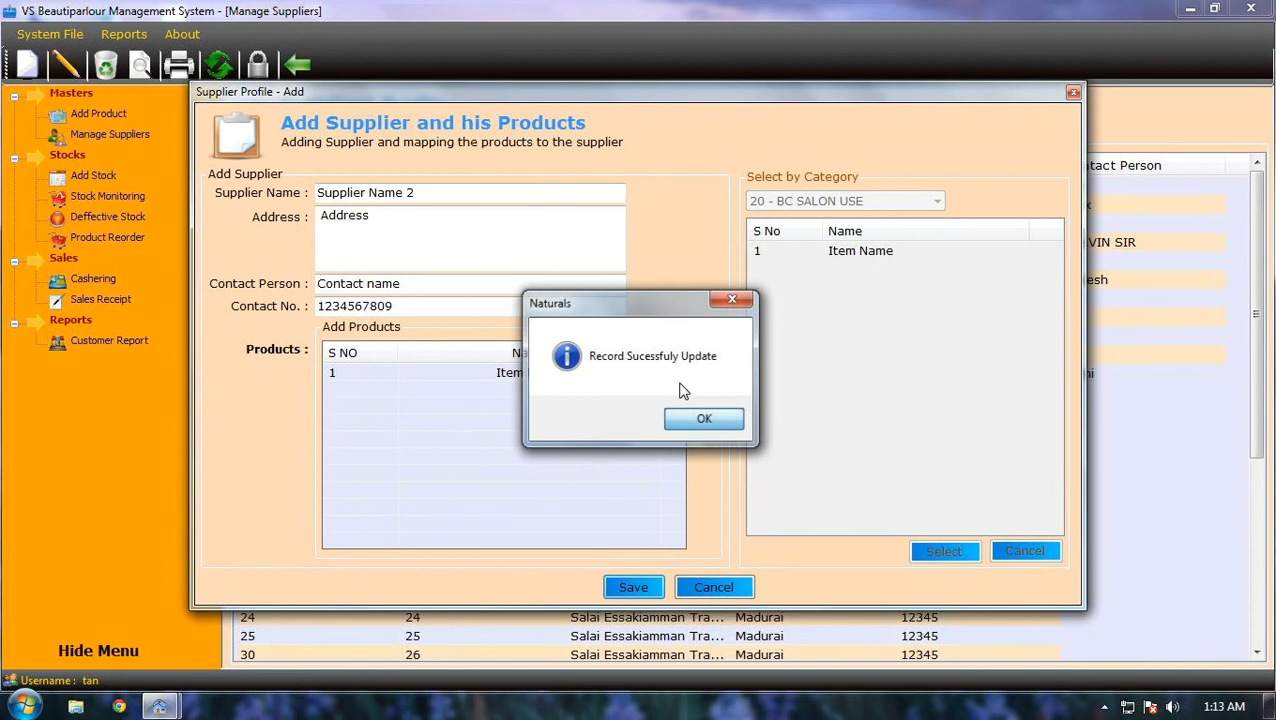 VS Beautiparlour Management System - [Manage Suppliers]
System File Reports About
Masters
Add Product
Manage Suppliers
Stocks
Add Stock
Stock Monitoring
Deffective Stock
Product Reorder
Sales
Cashering
Sales Receipt
Reports
Customer Report
Hide Menu
Supplier Profile - Add
Add Supplier and his Products
Adding Supplier and mapping the products to the supplier
Add Supplier
Supplier Name : Supplier Name 2
Address : Address
Contact Person : Contact name
Contact No. : 1234567809
Add Products
Products :
S NO
1
Select by Category
20 - BC SALON USE
S No Name
1 Item Name
Select Cancel
Save Cancel
Naturals
Record Sucessfuly Update
OK
Contact Person
VIN SIR
24 24 Salai Essakiamman Tra... Madurai 12345
25 25 Salai Essakiamman Tra... Madurai 12345
30 26 Salai Essakiamman Tra... Madurai 12345
Username : tan
1:13 AM